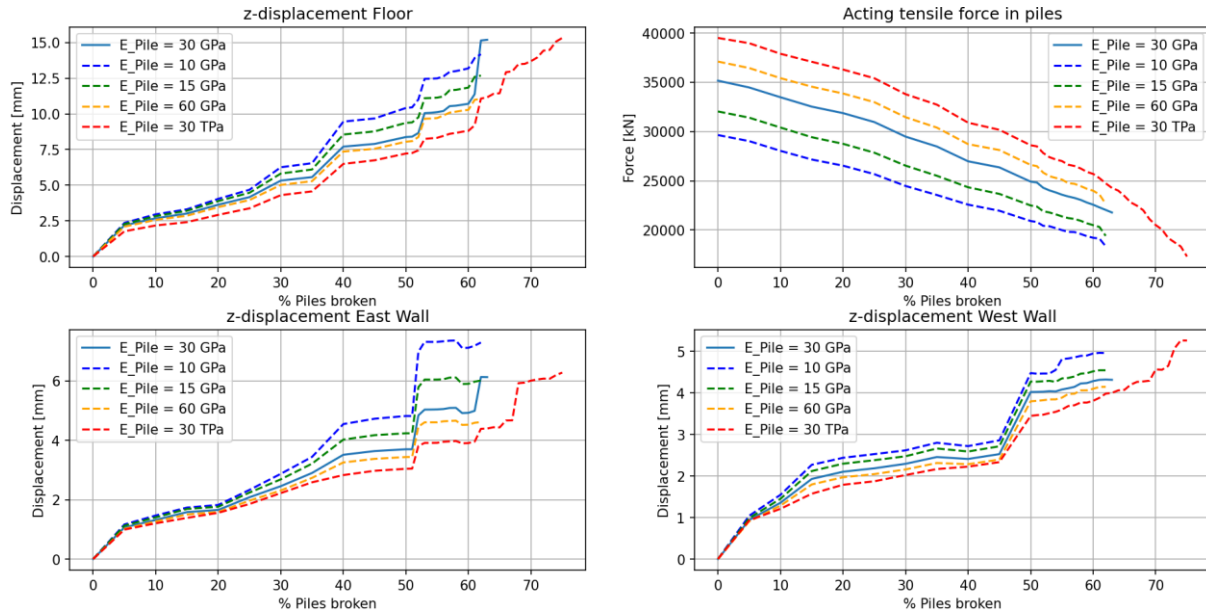 z-displacement Floor
15.0
12.5
10.0
7.5
5.0
2.5
0.0
Displacement [mm]
E_Pile = 30 GPa
E_Pile = 10 GPa
E_Pile = 15 GPa
E_Pile = 60 GPa
E_Pile = 30 TPa
0 10 20 30 40 50 60 70
% Piles broken
Acting tensile force in piles
40000
35000
30000
25000
20000
Force [kN]
E_Pile = 30 GPa
E_Pile = 10 GPa
E_Pile = 15 GPa
E_Pile = 60 GPa
E_Pile = 30 TPa
0 10 20 30 40 50 60 70
% Piles broken
z-displacement East Wall
6
4
2
0
Displacement [mm]
E_Pile = 30 GPa
E_Pile = 10 GPa
E_Pile = 15 GPa
E_Pile = 60 GPa
E_Pile = 30 TPa
0 10 20 30 40 50 60 70
% Piles broken
z-displacement West Wall
5
4
3
2
1
0
Displacement [mm]
E_Pile = 30 GPa
E_Pile = 10 GPa
E_Pile = 15 GPa
E_Pile = 60 GPa
E_Pile = 30 TPa
0 10 20 30 40 50 60 70
% Piles broken